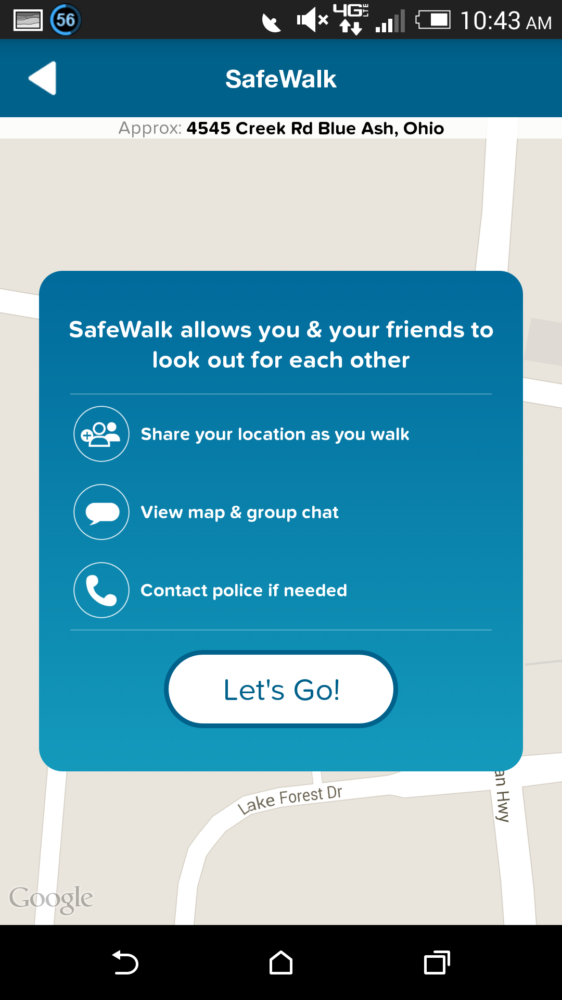 56
4G LTE
10:43 AM
SafeWalk
Approx: 4545 Creek Rd Blue Ash, Ohio
SafeWalk allows you & your friends to
look out for each other
Share your location as you walk
View map & group chat
Contact police if needed
Let's Go!
Lake Forest Dr
an Hwy
Google